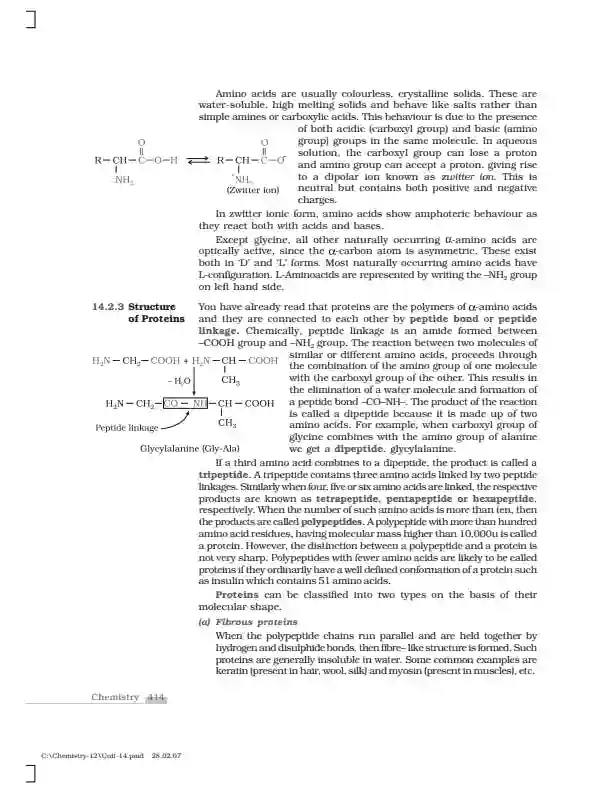 Amino acids are usually colourless, crystalline solids. These are
water-soluble, high melting solids and behave like salts rather than
simple amines or carboxylic acids. This behaviour is due to the presence
of both acidic (carboxyl group) and basic (amino
group) groups in the same molecule. In aqueous
solution, the carboxyl group can lose a proton
and amino group can accept a proton, giving rise
to a dipolar ion known as zwitter ion. This is
neutral but contains both positive and negative
charges.
O
R – CH – C – O – H ⇌ R – CH – C – O⁻
O
NH₂
⁺NH₃
(Zwitter ion)
In zwitter ionic form, amino acids show amphoteric behaviour as
they react both with acids and bases.
Except glycine, all other naturally occurring α-amino acids are
optically active, since the α-carbon atom is asymmetric. These exist
both in ‘D’ and ‘L’ forms. Most naturally occurring amino acids have
L-configuration. L-Aminoacids are represented by writing the –NH₂ group
on left hand side.
14.2.3 Structure
of Proteins
You have already read that proteins are the polymers of α-amino acids
and they are connected to each other by peptide bond or peptide
linkage. Chemically, peptide linkage is an amide formed between
–COOH group and –NH₂ group. The reaction between two molecules of
similar or different amino acids, proceeds through
the combination of the amino group of one molecule
with the carboxyl group of the other. This results in
the elimination of a water molecule and formation of
a peptide bond –CO–NH–. The product of the reaction
is called a dipeptide because it is made up of two
amino acids. For example, when carboxyl group of
glycine combines with the amino group of alanine
we get a dipeptide, glycylalanine.
H₂N – CH₂ – COOH + H₂N – CH – COOH
– H₂O
CH₃
H₂N – CH₂ – CO – NH – CH – COOH
CH₃
Peptide linkage
Glycylalanine (Gly-Ala)
If a third amino acid combines to a dipeptide, the product is called a
tripeptide. A tripeptide contains three amino acids linked by two peptide
linkages. Similarly when four, five or six amino acids are linked, the respective
products are known as tetrapeptide, pentapeptide or hexapeptide,
respectively. When the number of such amino acids is more than ten, then
the products are called polypeptides. A polypeptide with more than hundred
amino acid residues, having molecular mass higher than 10,000u is called
a protein. However, the distinction between a polypeptide and a protein is
not very sharp. Polypeptides with fewer amino acids are likely to be called
proteins if they ordinarily have a well defined conformation of a protein such
as insulin which contains 51 amino acids.
Proteins can be classified into two types on the basis of their
molecular shape.
(a) Fibrous proteins
When the polypeptide chains run parallel and are held together by
hydrogen and disulphide bonds, then fibre– like structure is formed. Such
proteins are generally insoluble in water. Some common examples are
keratin (present in hair, wool, silk) and myosin (present in muscles), etc.
Chemistry 414
C:\Chemistry-12\Unit-14.pmd 28.02.07